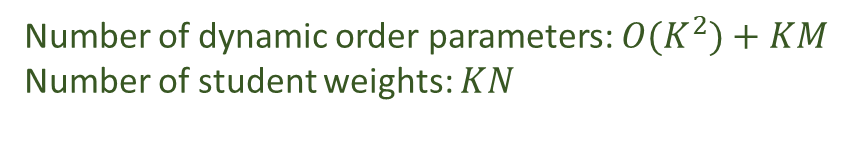 Number of dynamic order parameters: O(K²) + KM
Number of student weights: KN